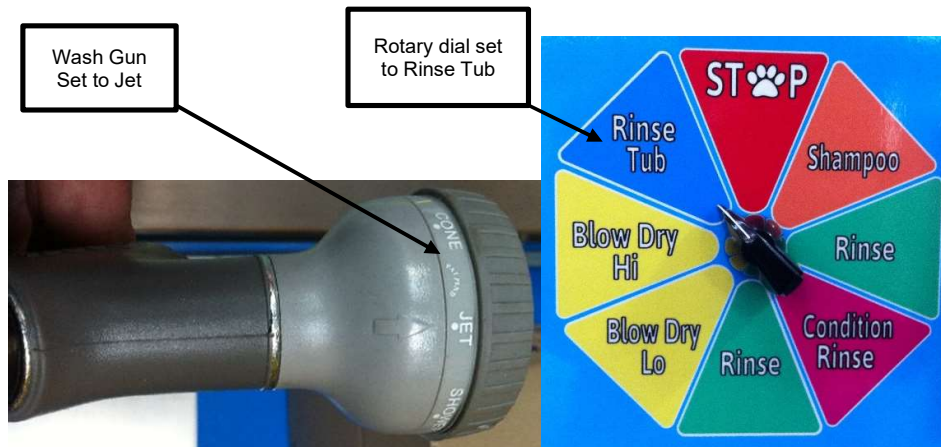 Wash Gun
Set to Jet
Rotary dial set
to Rinse Tub
CONE
JET
ST P
Rinse
Tub
Shampoo
Blow Dry
Hi
Rinse
Blow Dry
Lo
Rinse
Condition
Rinse